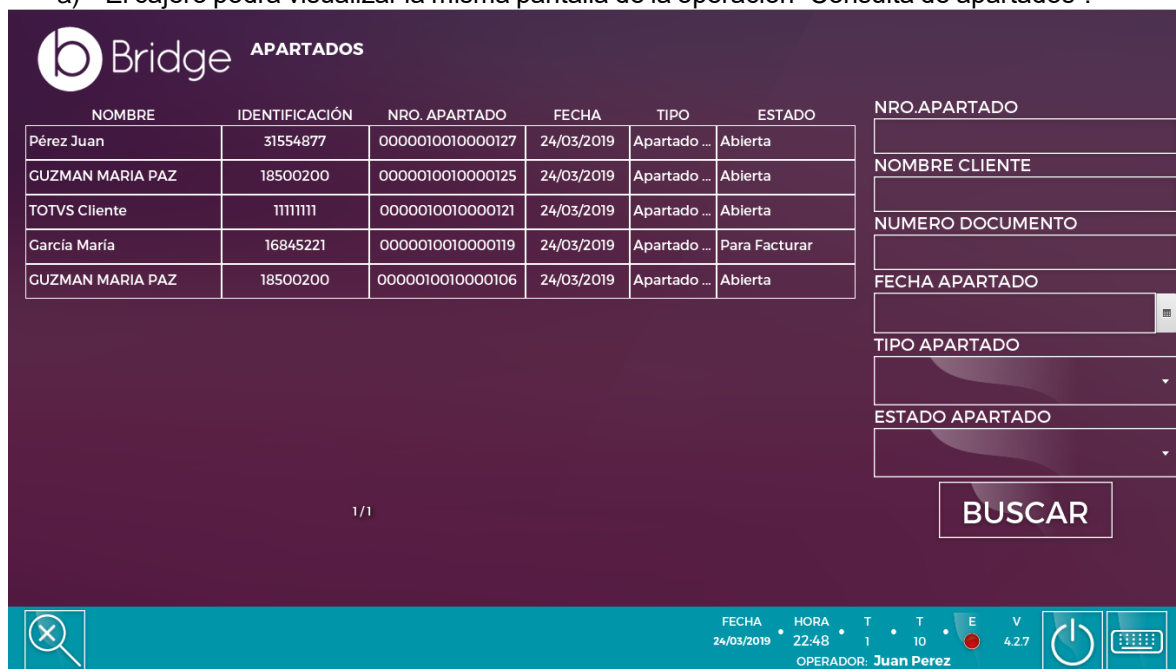 a) El cajero podrá visualizar la misma pantalla de la operación "Consulta de apartados".
b Bridge APARTADOS
NOMBRE IDENTIFICACIÓN NRO. APARTADO FECHA TIPO ESTADO
Pérez Juan 31554877 0000010010000127 24/03/2019 Apartado ... Abierta
GUZMAN MARIA PAZ 18500200 0000010010000125 24/03/2019 Apartado ... Abierta
TOTVS Cliente 11111111 0000010010000121 24/03/2019 Apartado ... Abierta
García María 16845221 0000010010000119 24/03/2019 Apartado ... Para Facturar
GUZMAN MARIA PAZ 18500200 0000010010000106 24/03/2019 Apartado ... Abierta
1/1
NRO.APARTADO
NOMBRE CLIENTE
NUMERO DOCUMENTO
FECHA APARTADO
TIPO APARTADO
ESTADO APARTADO
BUSCAR
FECHA HORA T T E V
24/03/2019 22:48 1 10 4.2.7
OPERADOR: Juan Perez